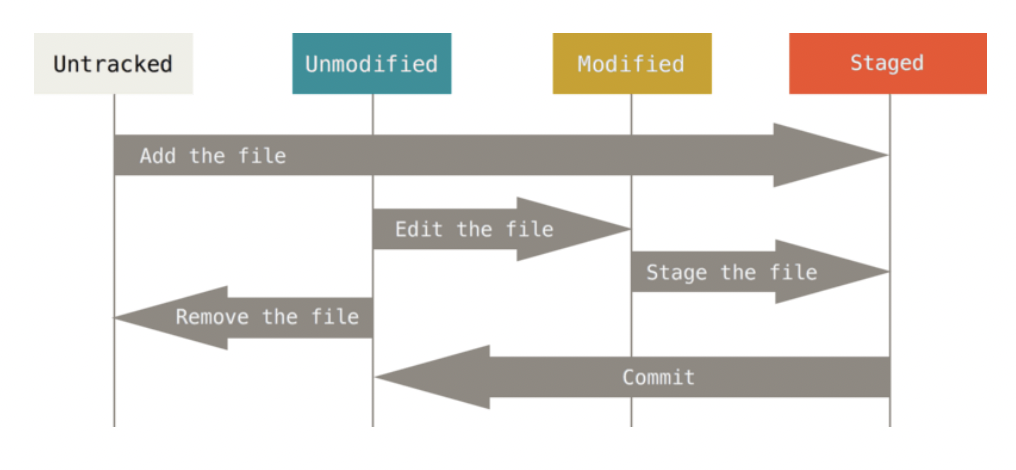 Untracked
Unmodified
Modified
Staged
Add the file
Edit the file
Stage the file
Remove the file
Commit